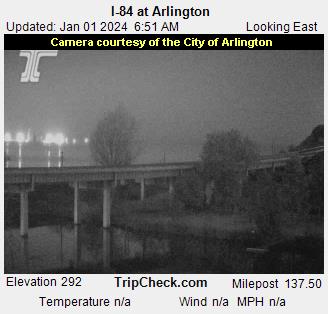 I-84 at Arlington
Updated: Jan 01 2024 6:51 AM Looking East
Camera courtesy of the City of Arlington
Elevation 292 TripCheck.com Milepost 137.50
Temperature n/a Wind n/a MPH n/a